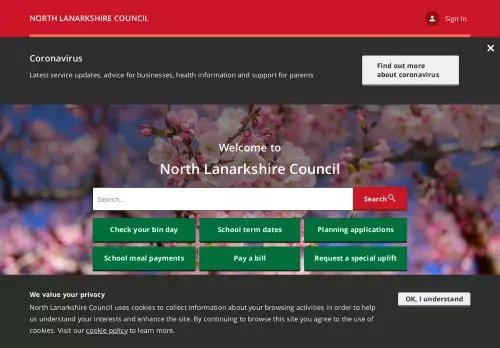 NORTH LANARKSHIRE COUNCIL
Sign in
Coronavirus
Latest service updates, advice for businesses, health information and support for parents
Find out more
about coronavirus
Welcome to
North Lanarkshire Council
Search...
Search
Check your bin day
School term dates
Planning applications
School meal payments
Pay a bill
Request a special uplift
We value your privacy
North Lanarkshire Council uses cookies to collect information about your browsing activities in order to help
us understand your interests and enhance the site. By continuing to browse this site you agree to the use of
cookies. Visit our cookie policy to learn more.
OK, I understand